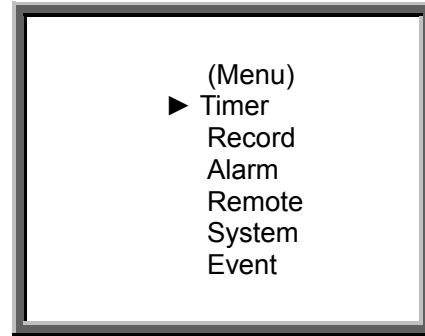 (Menu)
► Timer
Record
Alarm
Remote
System
Event